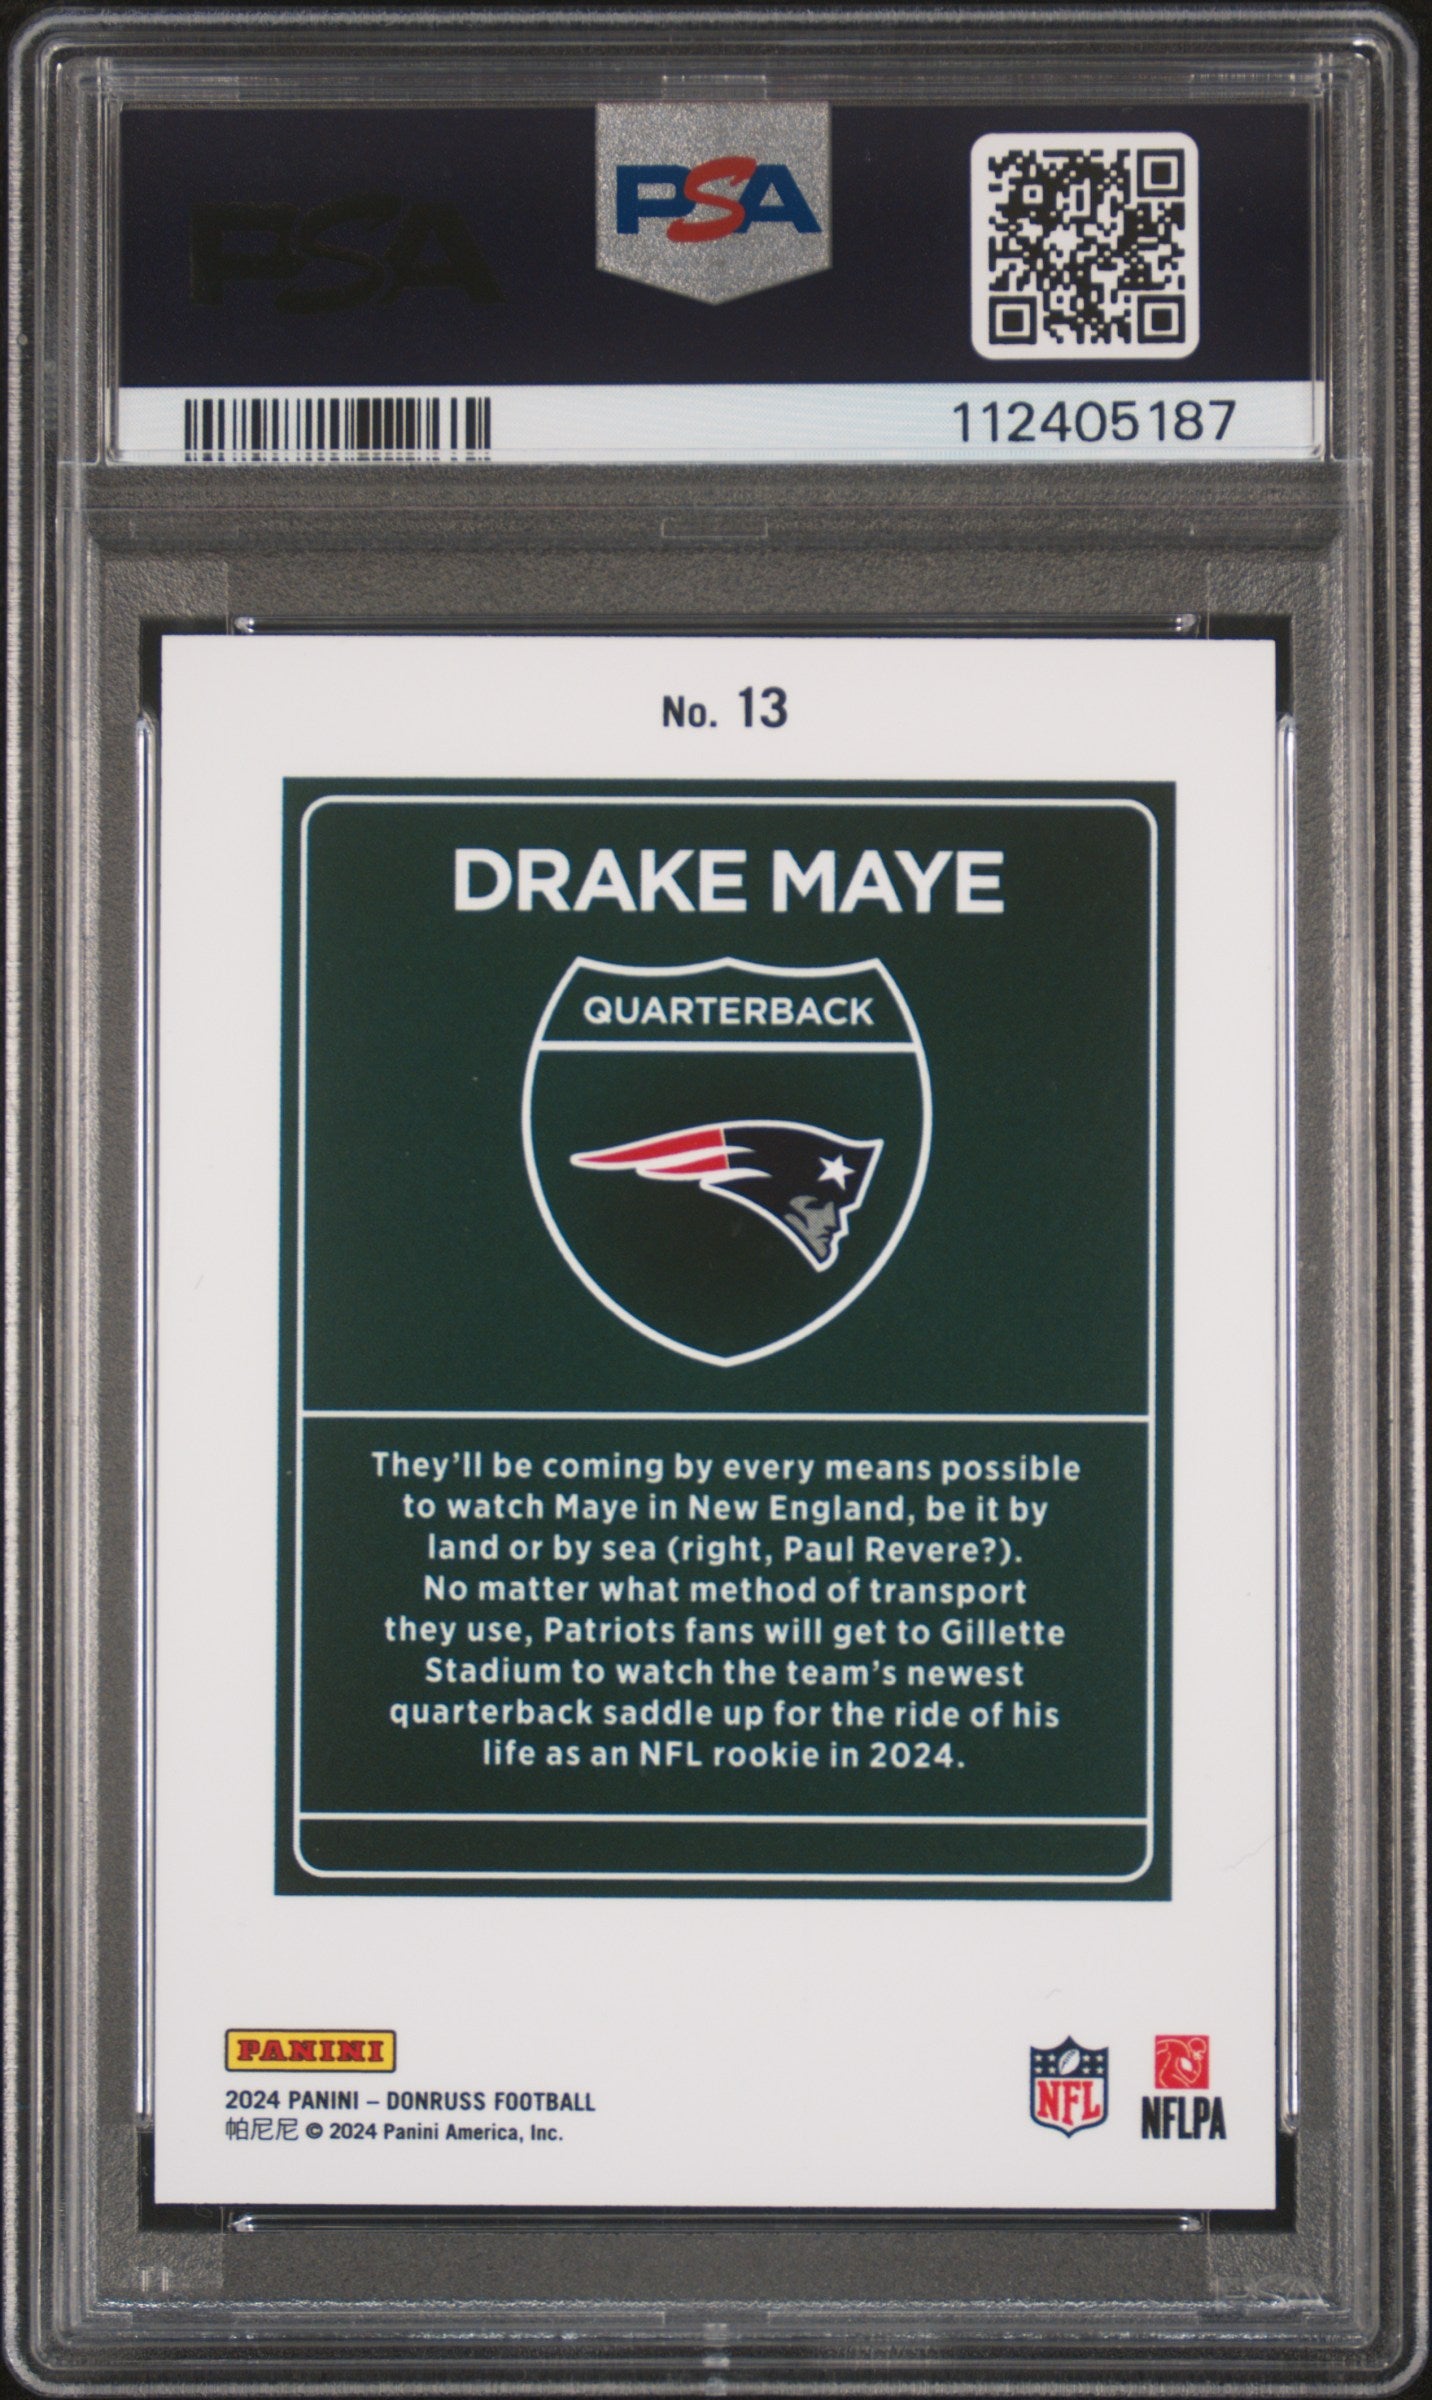 PSA
PSA
112405187
No. 13
DRAKE MAYE
QUARTERBACK
They'll be coming by every means possible
to watch Maye in New England, be it by
land or by sea (right, Paul Revere?).
No matter what method of transport
they use, Patriots fans will get to Gillette
Stadium to watch the team's newest
quarterback saddle up for the ride of his
life as an NFL rookie in 2024.
PANINI
2024 PANINI – DONRUSS FOOTBALL
帕尼尼 © 2024 Panini America, Inc.
NFL
NFLPA
PSA